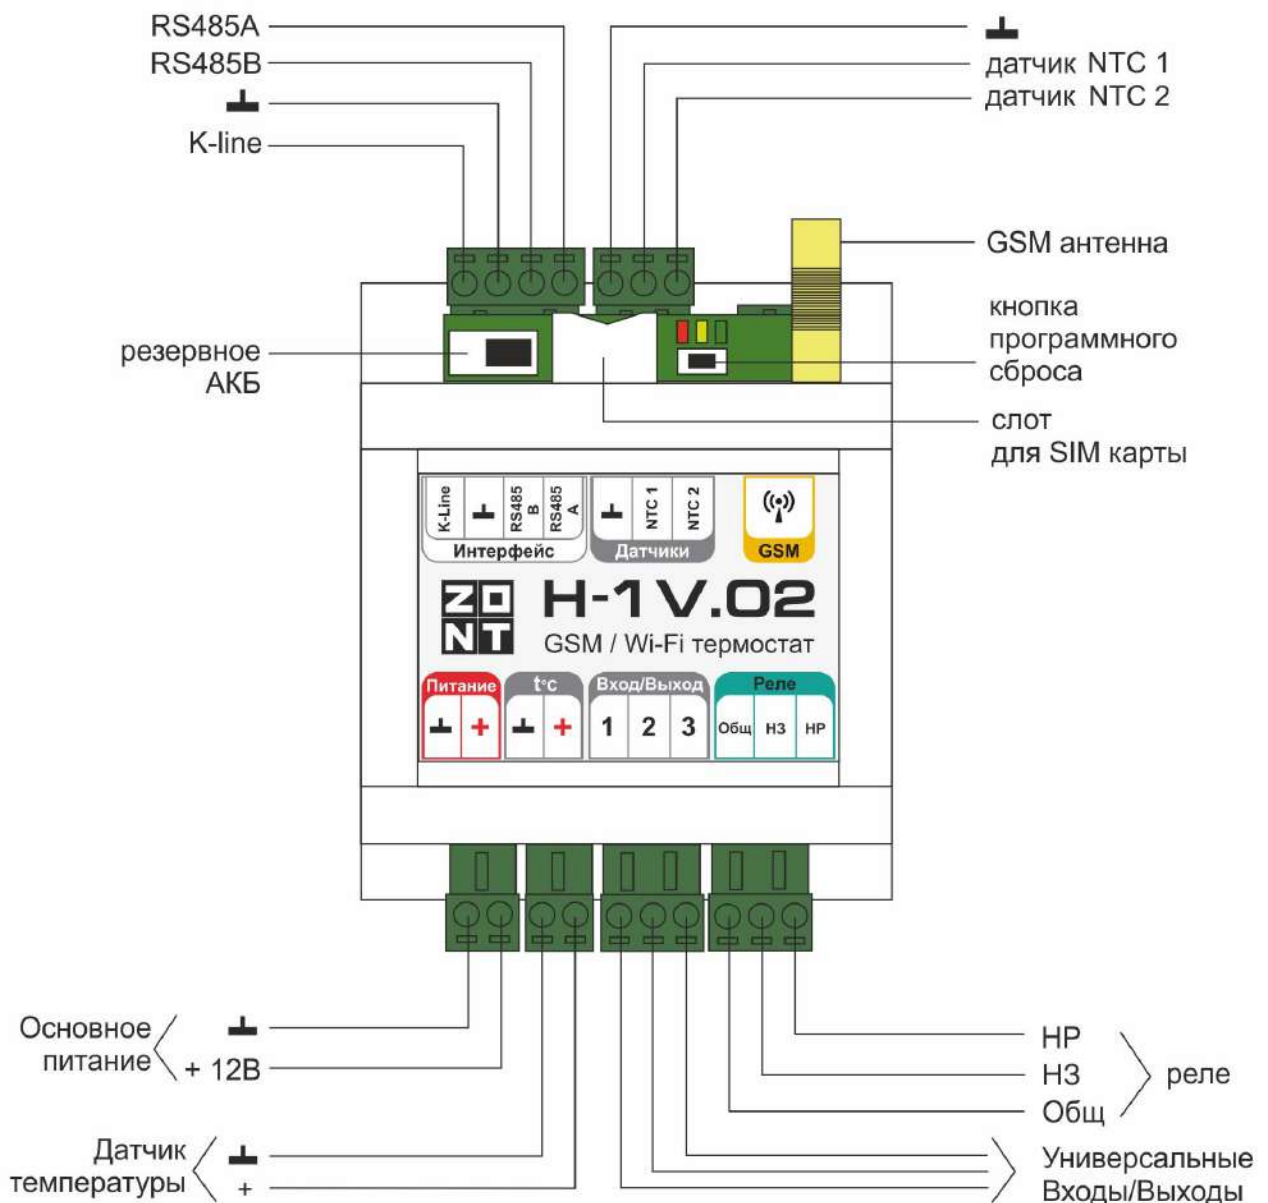 RS485A
RS485B
K-line
датчик NTC 1
датчик NTC 2
GSM антенна
кнопка
программного
сброса
резервное
АКБ
слот
для SIM карты
K-Line
RS485
B
RS485
A
NTC 1
NTC 2
Интерфейс
Датчики
GSM
ZONT
H-1V.02
GSM / Wi-Fi термостат
Питание
t°c
Вход/Выход
Реле
+
+
1
2
3
Общ
НЗ
НР
Основное
питание
+ 12В
Датчик
температуры
+
НР
НЗ
Общ
реле
Универсальные
Входы/Выходы